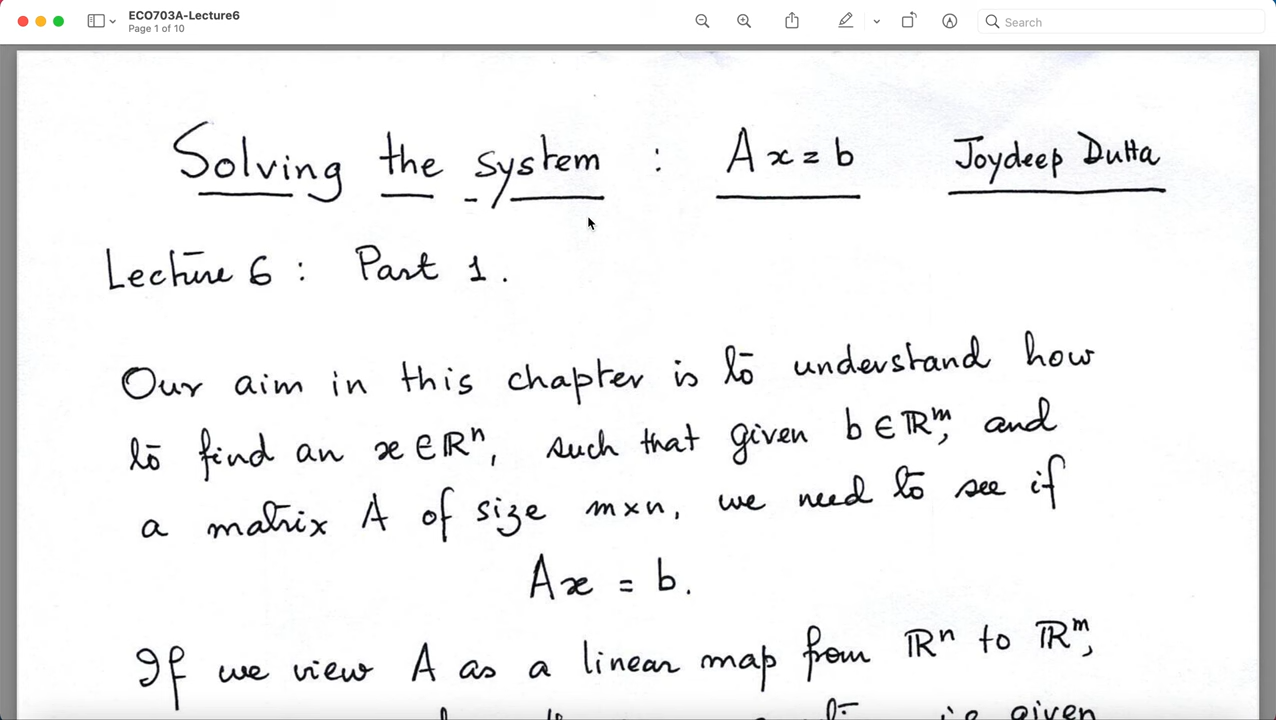 ECO703A-Lecture6
Page 1 of 10
Search
Solving the system : Ax = b Joydeep Dutta
Lecture 6 : Part 1.
Our aim in this chapter is to understand how
to find an x ∈ ℝⁿ, such that given b ∈ ℝᵐ, and
a matrix A of size m×n, we need to see if
Ax = b.
If we view A as a linear map from ℝⁿ to ℝᵐ,
is given